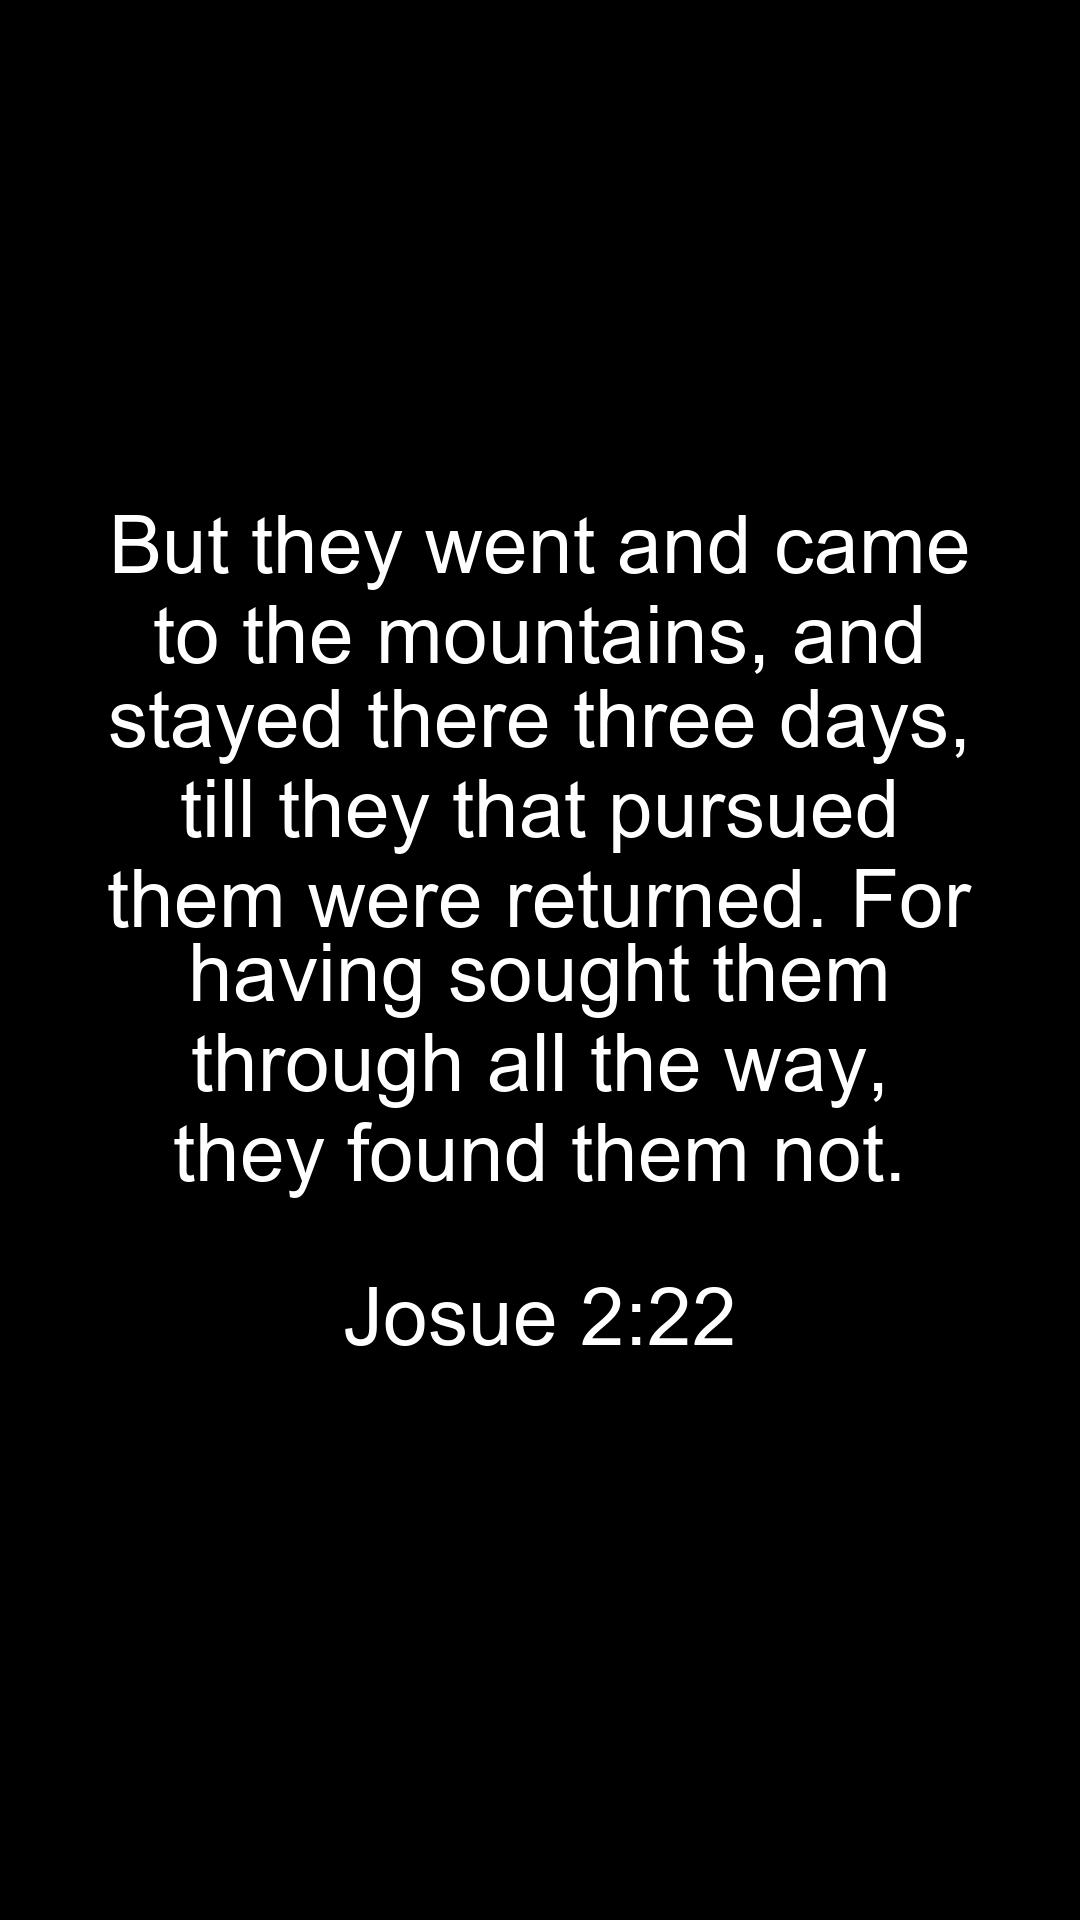 But they went and came
to the mountains, and
stayed there three days,
till they that pursued
them were returned. For
having sought them
through all the way,
they found them not.
Josue 2:22